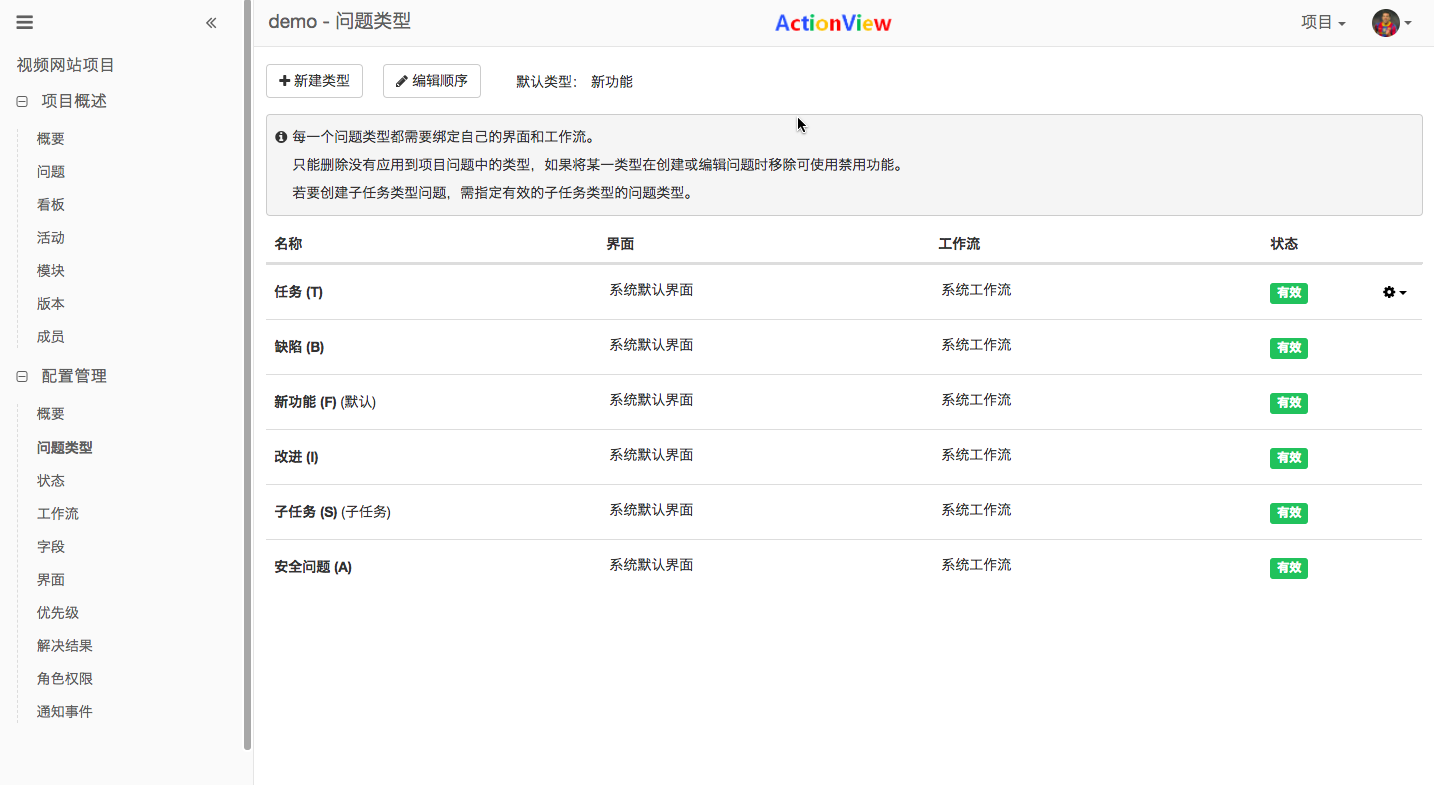 demo - 问题类型
ActionView
项目
视频网站项目
项目概述
概要
问题
看板
活动
模块
版本
成员
配置管理
概要
问题类型
状态
工作流
字段
界面
优先级
解决结果
角色权限
通知事件
新建类型 编辑顺序 默认类型： 新功能
每一个问题类型都需要绑定自己的界面和工作流。
只能删除没有应用到项目问题中的类型，如果将某一类型在创建或编辑问题时移除可使用禁用功能。
若要创建子任务类型问题，需指定有效的子任务类型的问题类型。
名称 界面 工作流 状态
任务 (T) 系统默认界面 系统工作流 有效
缺陷 (B) 系统默认界面 系统工作流 有效
新功能 (F) (默认) 系统默认界面 系统工作流 有效
改进 (I) 系统默认界面 系统工作流 有效
子任务 (S) (子任务) 系统默认界面 系统工作流 有效
安全问题 (A) 系统默认界面 系统工作流 有效